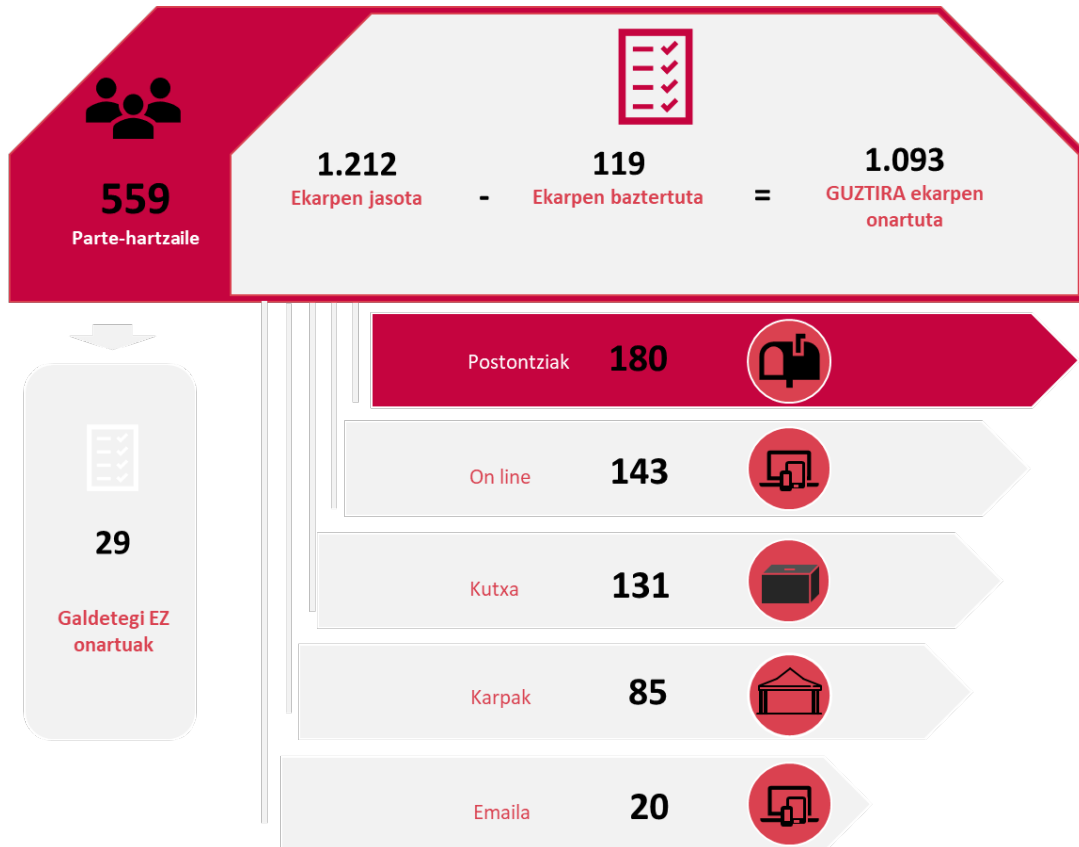 559
Parte-hartzaile
1.212
Ekarpen jasota
-
119
Ekarpen baztertuta
=
1.093
GUZTIRA ekarpen
onartuta
29
Galdetegi EZ
onartuak
Postontziak 180
On line 143
Kutxa 131
Karpak 85
Emaila 20